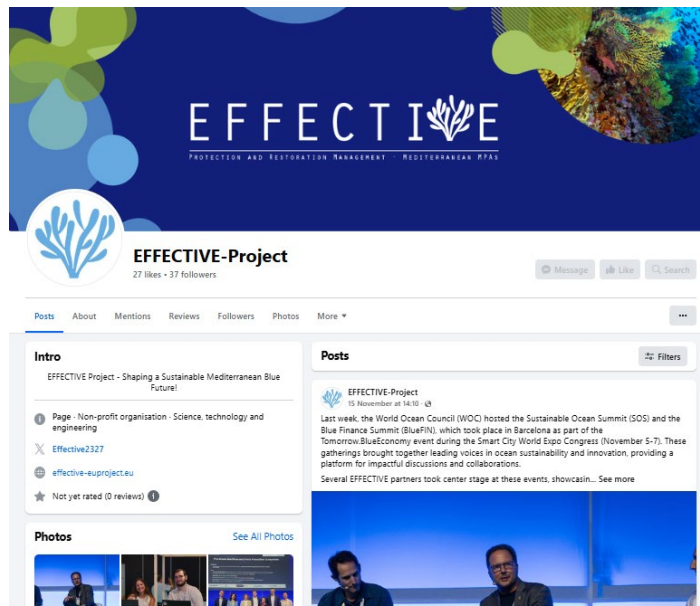 EFFECTIVE
PROTECTION AND RESTORATION MANAGEMENT · MEDITERRANEAN MPAS
EFFECTIVE-Project
27 likes • 37 followers
Message
Like
Search
Posts
About
Mentions
Reviews
Followers
Photos
More
Intro
EFFECTIVE Project - Shaping a Sustainable Mediterranean Blue
Future!
Page · Non-profit organisation · Science, technology and
engineering
Effective2327
effective-euproject.eu
Not yet rated (0 reviews)
Photos
See All Photos
Posts
Filters
EFFECTIVE-Project
15 November at 14:10 ·
Last week, the World Ocean Council (WOC) hosted the Sustainable Ocean Summit (SOS) and the
Blue Finance Summit (BlueFIN), which took place in Barcelona as part of the
Tomorrow.BlueEconomy event during the Smart City World Expo Congress (November 5-7). These
gatherings brought together leading voices in ocean sustainability and innovation, providing a
platform for impactful discussions and collaborations.
Several EFFECTIVE partners took center stage at these events, showcasin... See more